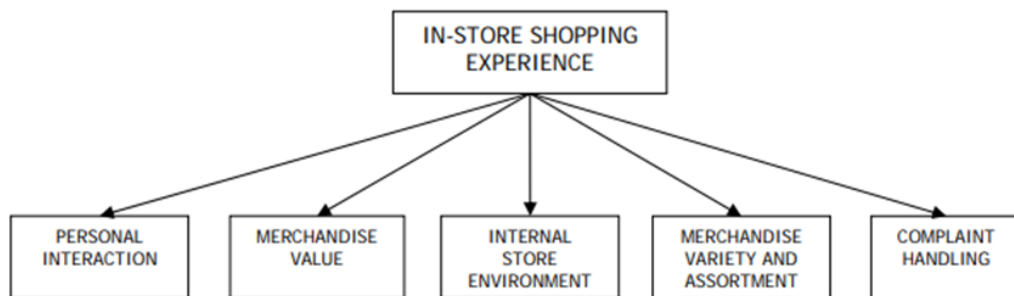 IN-STORE SHOPPING
EXPERIENCE
PERSONAL
INTERACTION
MERCHANDISE
VALUE
INTERNAL
STORE
ENVIRONMENT
MERCHANDISE
VARIETY AND
ASSORTMENT
COMPLAINT
HANDLING